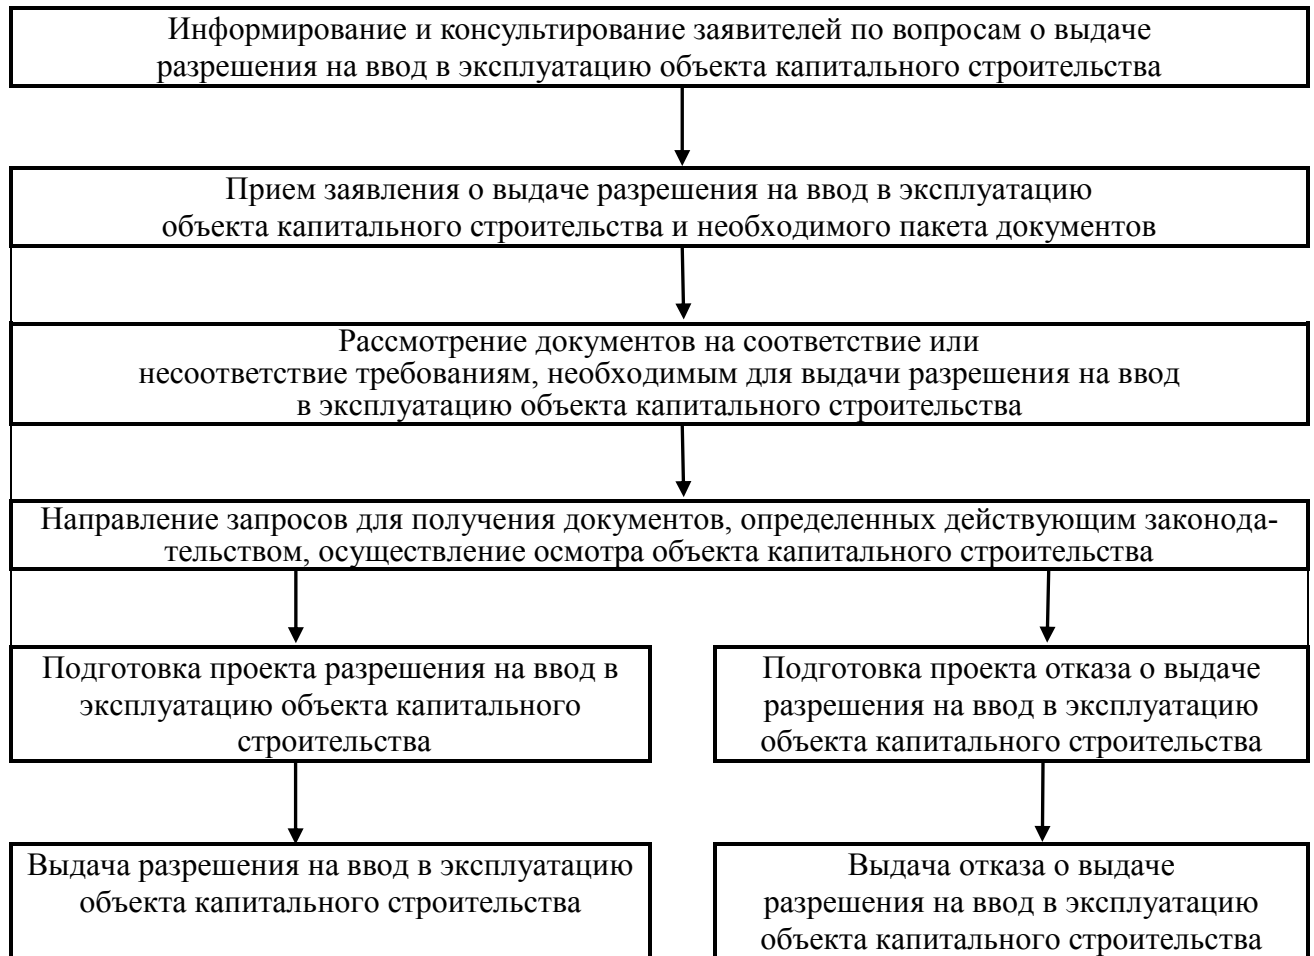 Информирование и консультирование заявителей по вопросам о выдаче
разрешения на ввод в эксплуатацию объекта капитального строительства
Прием заявления о выдаче разрешения на ввод в эксплуатацию
объекта капитального строительства и необходимого пакета документов
Рассмотрение документов на соответствие или
несоответствие требованиям, необходимым для выдачи разрешения на ввод
в эксплуатацию объекта капитального строительства
Направление запросов для получения документов, определенных действующим законода-
тельством, осуществление осмотра объекта капитального строительства
Подготовка проекта разрешения на ввод в
эксплуатацию объекта капитального
строительства
Подготовка проекта отказа о выдаче
разрешения на ввод в эксплуатацию
объекта капитального строительства
Выдача разрешения на ввод в эксплуатацию
объекта капитального строительства
Выдача отказа о выдаче
разрешения на ввод в эксплуатацию
объекта капитального строительства